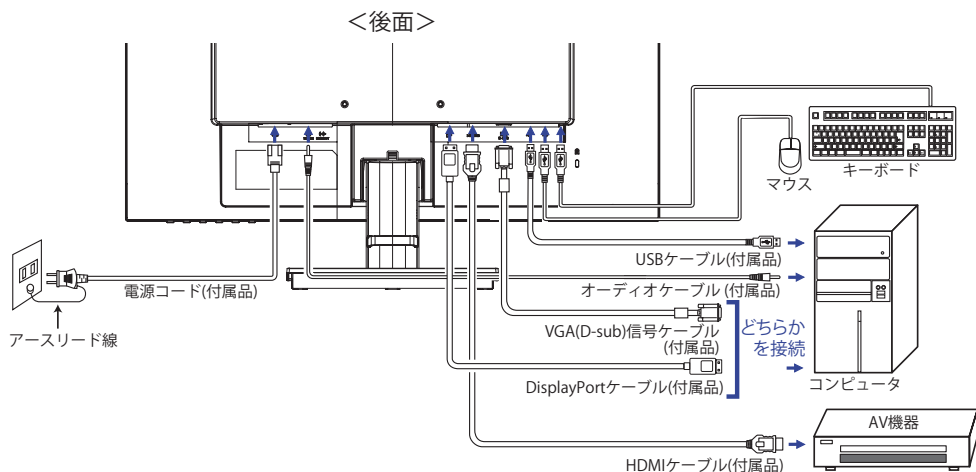 ＜後面＞
マウス
キーボード
USBケーブル(付属品)
電源コード(付属品)
オーディオケーブル (付属品)
アースリード線
VGA(D-sub)信号ケーブル
(付属品)
どちらか
を接続
DisplayPortケーブル(付属品)
コンピュータ
AV機器
HDMIケーブル(付属品)